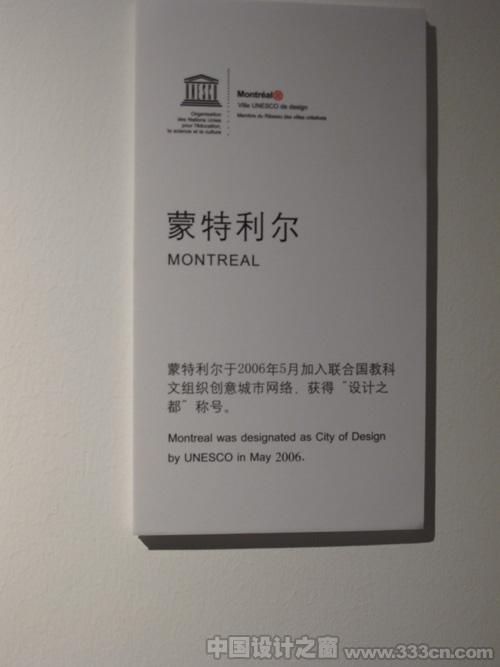 Organisation
des Nations Unies
pour l'éducation,
la science et la culture
Montréal
Ville UNESCO de design
Membre du Réseau des villes créatives
蒙特利尔
MONTREAL
蒙特利尔于2006年5月加入联合国教科
文组织创意城市网络，获得“设计之
都”称号。
Montreal was designated as City of Design
by UNESCO in May 2006.
中国设计之窗 www.333cn.com